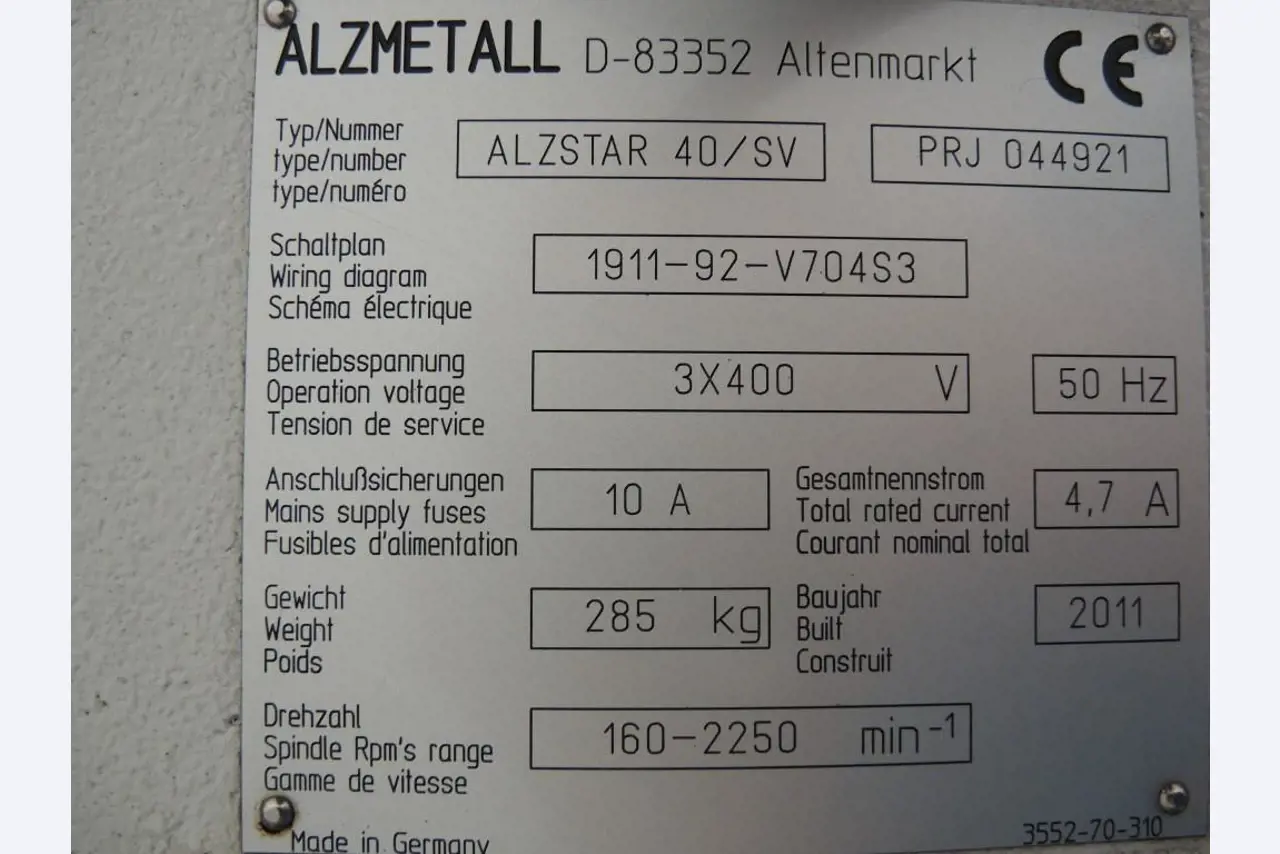 ALZMETALL D-83352 Altenmarkt CE
Typ/Nummer
type/number ALZSTAR 40/SV PRJ 044921
type/numéro
Schaltplan
Wiring diagram 1911-92-V704S3
Schéma électrique
Betriebsspannung
Operation voltage 3X400 V 50 Hz
Tension de service
Anschlußsicherungen Gesamtnennstrom
Mains supply fuses 10 A Total rated current 4,7 A
Fusibles d'alimentation Courant nominal total
Gewicht Baujahr
Weight 285 kg Built 2011
Poids Construit
Drehzahl
Spindle Rpm's range 160-2250 min⁻¹
Gamme de vitesse
Made in Germany 3552-70-310